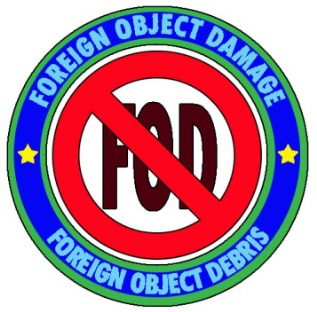 FOREIGN OBJECT DAMAGE
FOD
FOREIGN OBJECT DEBRIS